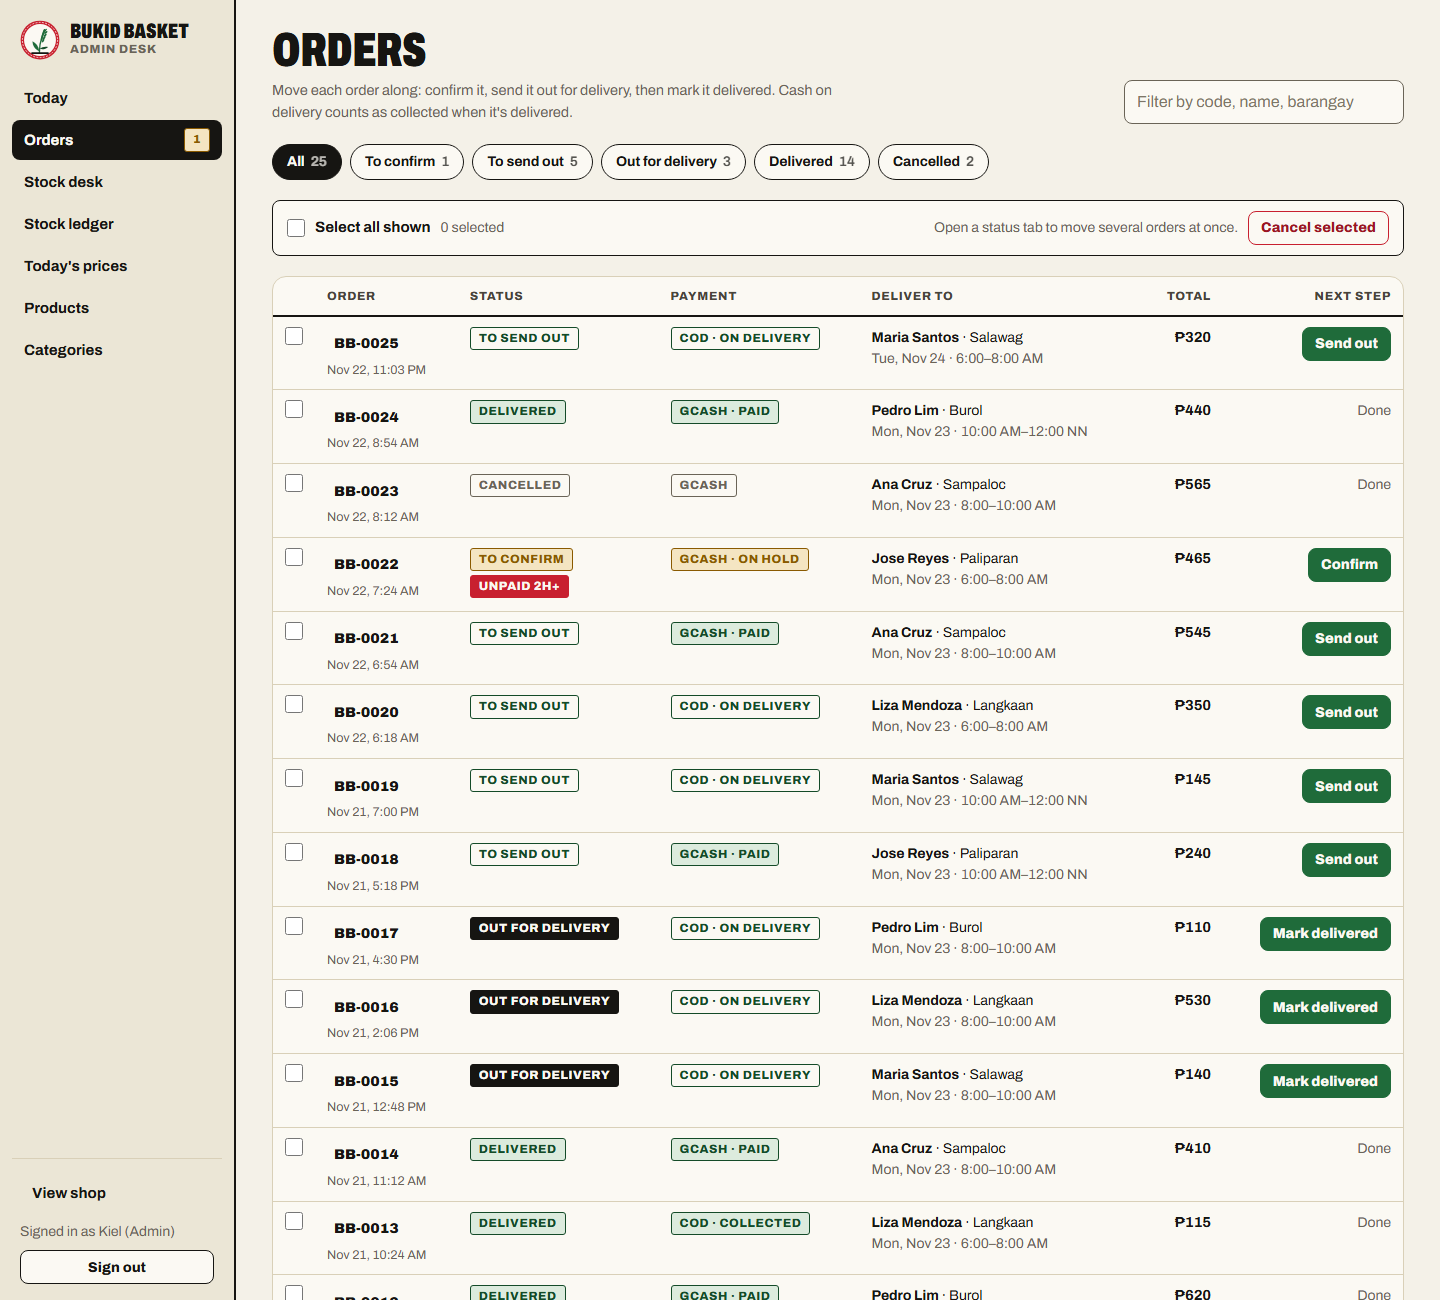 BUKID BASKET
ADMIN DESK
Today
Orders 1
Stock desk
Stock ledger
Today's prices
Products
Categories
View shop
Signed in as Kiel (Admin)
Sign out
ORDERS
Move each order along: confirm it, send it out for delivery, then mark it delivered. Cash on
delivery counts as collected when it's delivered.
Filter by code, name, barangay
All 25 To confirm 1 To send out 5 Out for delivery 3 Delivered 14 Cancelled 2
Select all shown 0 selected Open a status tab to move several orders at once. Cancel selected
ORDER STATUS PAYMENT DELIVER TO TOTAL NEXT STEP
BB-0025 TO SEND OUT COD · ON DELIVERY Maria Santos · Salawag ₱320 Send out
Nov 22, 11:03 PM Tue, Nov 24 · 6:00–8:00 AM
BB-0024 DELIVERED GCASH · PAID Pedro Lim · Burol ₱440 Done
Nov 22, 8:54 AM Mon, Nov 23 · 10:00 AM–12:00 NN
BB-0023 CANCELLED GCASH Ana Cruz · Sampaloc ₱565 Done
Nov 22, 8:12 AM Mon, Nov 23 · 8:00–10:00 AM
BB-0022 TO CONFIRM GCASH · ON HOLD Jose Reyes · Paliparan ₱465 Confirm
Nov 22, 7:24 AM UNPAID 2H+ Mon, Nov 23 · 6:00–8:00 AM
BB-0021 TO SEND OUT GCASH · PAID Ana Cruz · Sampaloc ₱545 Send out
Nov 22, 6:54 AM Mon, Nov 23 · 8:00–10:00 AM
BB-0020 TO SEND OUT COD · ON DELIVERY Liza Mendoza · Langkaan ₱350 Send out
Nov 22, 6:18 AM Mon, Nov 23 · 6:00–8:00 AM
BB-0019 TO SEND OUT COD · ON DELIVERY Maria Santos · Salawag ₱145 Send out
Nov 21, 7:00 PM Mon, Nov 23 · 10:00 AM–12:00 NN
BB-0018 TO SEND OUT GCASH · PAID Jose Reyes · Paliparan ₱240 Send out
Nov 21, 5:18 PM Mon, Nov 23 · 10:00 AM–12:00 NN
BB-0017 OUT FOR DELIVERY COD · ON DELIVERY Pedro Lim · Burol ₱110 Mark delivered
Nov 21, 4:30 PM Mon, Nov 23 · 8:00–10:00 AM
BB-0016 OUT FOR DELIVERY COD · ON DELIVERY Liza Mendoza · Langkaan ₱530 Mark delivered
Nov 21, 2:06 PM Mon, Nov 23 · 8:00–10:00 AM
BB-0015 OUT FOR DELIVERY COD · ON DELIVERY Maria Santos · Salawag ₱140 Mark delivered
Nov 21, 12:48 PM Mon, Nov 23 · 8:00–10:00 AM
BB-0014 DELIVERED GCASH · PAID Ana Cruz · Sampaloc ₱410 Done
Nov 21, 11:12 AM Mon, Nov 23 · 8:00–10:00 AM
BB-0013 DELIVERED COD · COLLECTED Liza Mendoza · Langkaan ₱115 Done
Nov 21, 10:24 AM Mon, Nov 23 · 6:00–8:00 AM
DELIVERED GCASH · PAID Pedro Lim · Burol ₱620 Done